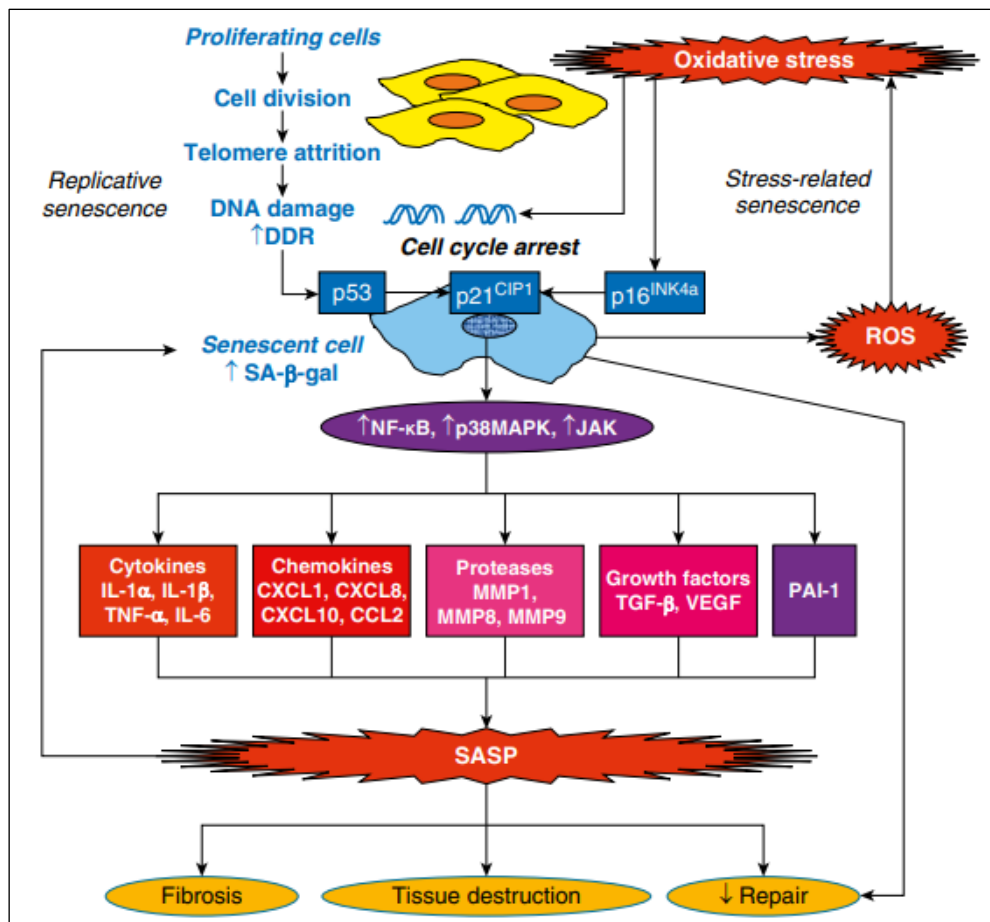 Proliferating cells
Oxidative stress
Cell division
Telomere attrition
Replicative
senescence
Stress-related
senescence
DNA damage
↑DDR
Cell cycle arrest
p53
p21CIP1
p16INK4a
ROS
Senescent cell
↑ SA-β-gal
↑NF-κB, ↑p38MAPK, ↑JAK
Cytokines
IL-1α, IL-1β,
TNF-α, IL-6
Chemokines
CXCL1, CXCL8,
CXCL10, CCL2
Proteases
MMP1,
MMP8, MMP9
Growth factors
TGF-β, VEGF
PAI-1
SASP
Fibrosis
Tissue destruction
↓ Repair